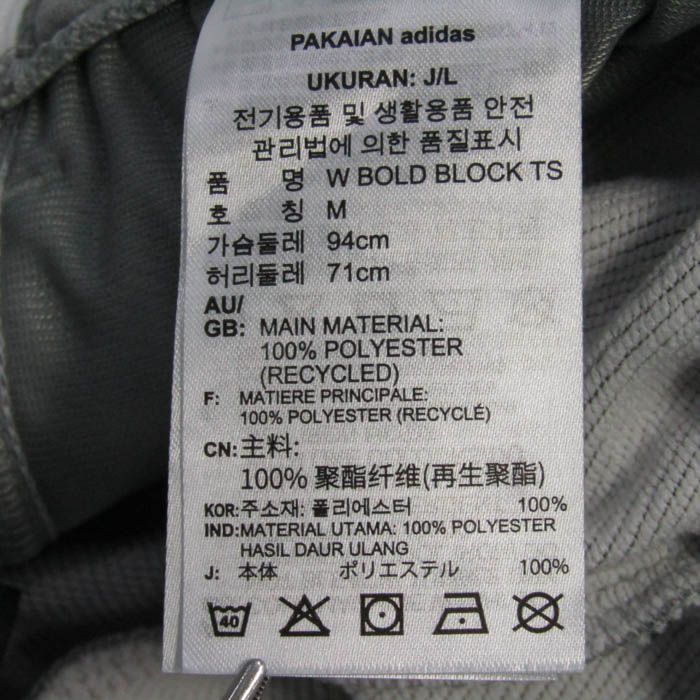 PAKAIAN adidas
UKURAN: J/L
전기용품 및 생활용품 안전
관리법에 의한 품질표시
품 명 W BOLD BLOCK TS
호 칭 M
가슴둘레 94cm
허리둘레 71cm
AU/
GB: MAIN MATERIAL:
100% POLYESTER
(RECYCLED)
F: MATIERE PRINCIPALE:
100% POLYESTER (RECYCLÉ)
CN:主料:
100% 聚酯纤维(再生聚酯)
KOR:주소재: 폴리에스터 100%
IND:MATERIAL UTAMA: 100% POLYESTER
HASIL DAUR ULANG
J: 本体 ポリエステル 100%
40